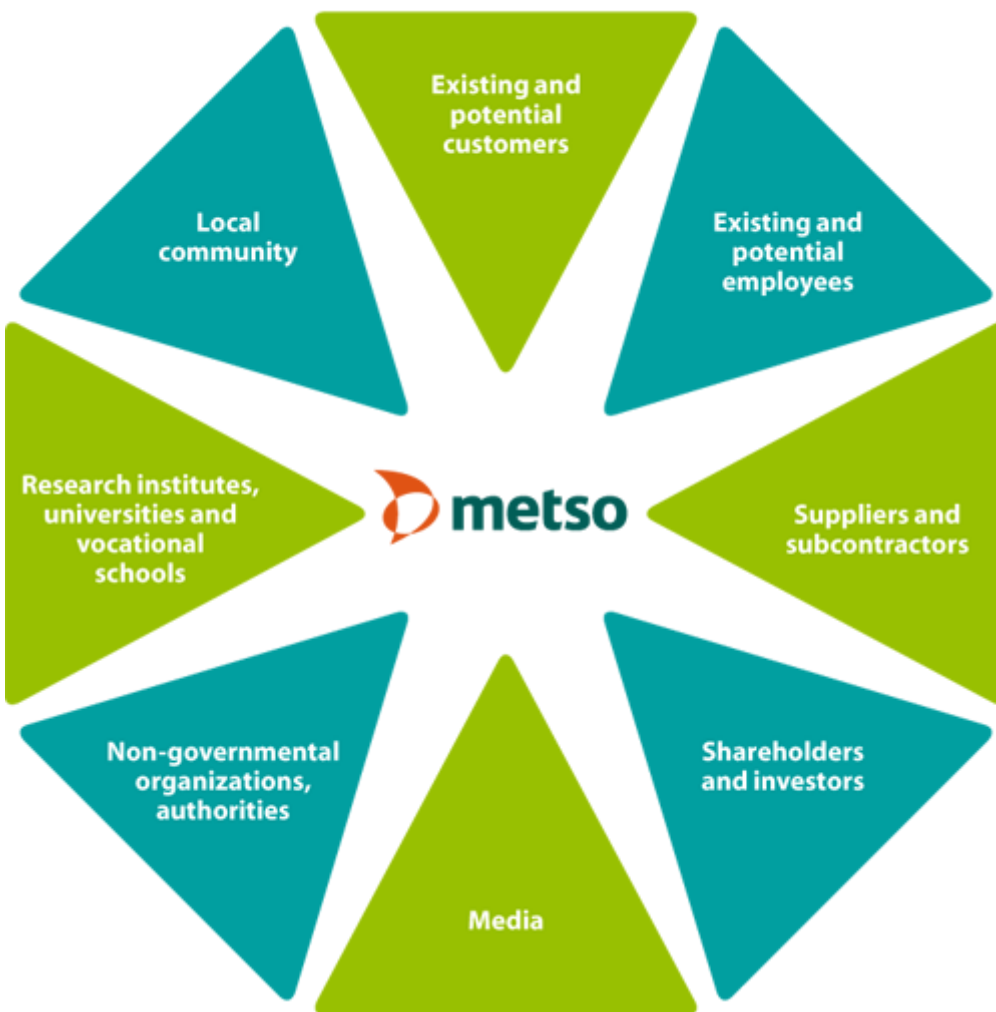 Existing and
potential
customers
Existing and
potential
employees
Suppliers and
subcontractors
Shareholders
and investors
Media
Non-governmental
organizations,
authorities
Research institutes,
universities and
vocational
schools
Local
community
metso